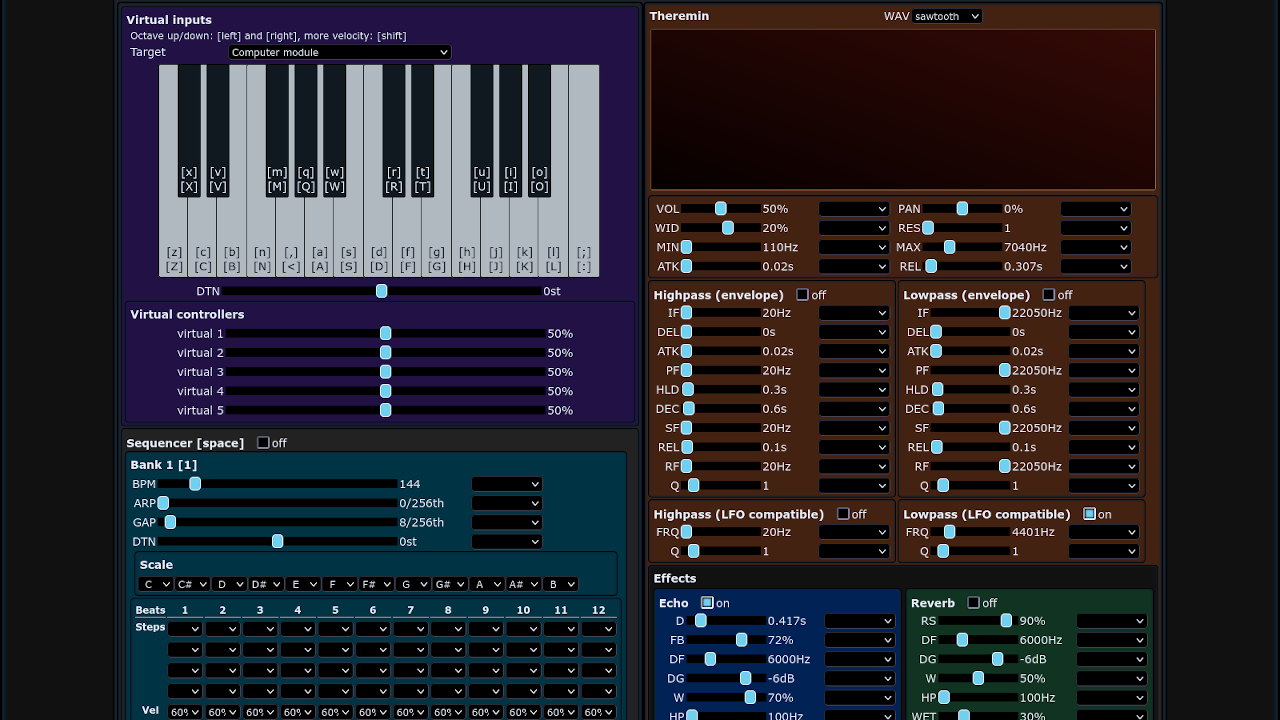 Virtual inputs
Octave up/down: [left] and [right], more velocity: [shift]
Target Computer module
[x] [v] [m] [q] [w] [r] [t] [u] [i] [o]
[X] [V] [M] [Q] [W] [R] [T] [U] [I] [O]
[z] [c] [b] [n] [,] [a] [s] [d] [f] [g] [h] [j] [k] [l] [;]
[Z] [C] [B] [N] [<] [A] [S] [D] [F] [G] [H] [J] [K] [L] [:]
DTN 0st
Virtual controllers
virtual 1 50%
virtual 2 50%
virtual 3 50%
virtual 4 50%
virtual 5 50%
Sequencer [space] off
Bank 1 [1]
BPM 144
ARP 0/256th
GAP 8/256th
DTN 0st
Scale
C C# D D# E F F# G G# A A# B
Beats 1 2 3 4 5 6 7 8 9 10 11 12
Steps
Vel 60% 60% 60% 60% 60% 60% 60% 60% 60% 60% 60% 60%
Theremin WAV sawtooth
VOL 50% PAN 0%
WID 20% RES 1
MIN 110Hz MAX 7040Hz
ATK 0.02s REL 0.307s
Highpass (envelope) off
IF 20Hz
DEL 0s
ATK 0.02s
PF 20Hz
HLD 0.3s
DEC 0.6s
SF 20Hz
REL 0.1s
RF 20Hz
Q 1
Lowpass (envelope) off
IF 22050Hz
DEL 0s
ATK 0.02s
PF 22050Hz
HLD 0.3s
DEC 0.6s
SF 22050Hz
REL 0.1s
RF 22050Hz
Q 1
Highpass (LFO compatible) off
FRQ 20Hz
Q 1
Lowpass (LFO compatible) on
FRQ 4401Hz
Q 1
Effects
Echo on
D 0.417s
FB 72%
DF 6000Hz
DG -6dB
W 70%
HP 100Hz
Reverb off
RS 90%
DF 6000Hz
DG -6dB
W 50%
HP 100Hz
WET 30%